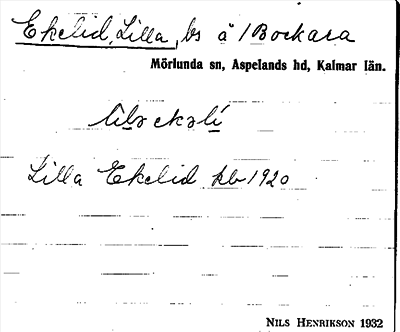 Ekelid, Lilla, bs å 1 Bockara
Mörlunda sn, Aspelands hd, Kalmar län.
Lilla Ekelid kb 1920
NILS HENRIKSON 1932